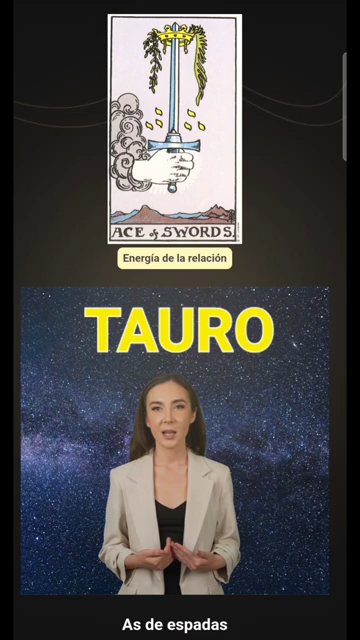 ACE of SWORDS.
Energía de la relación
TAURO
As de espadas